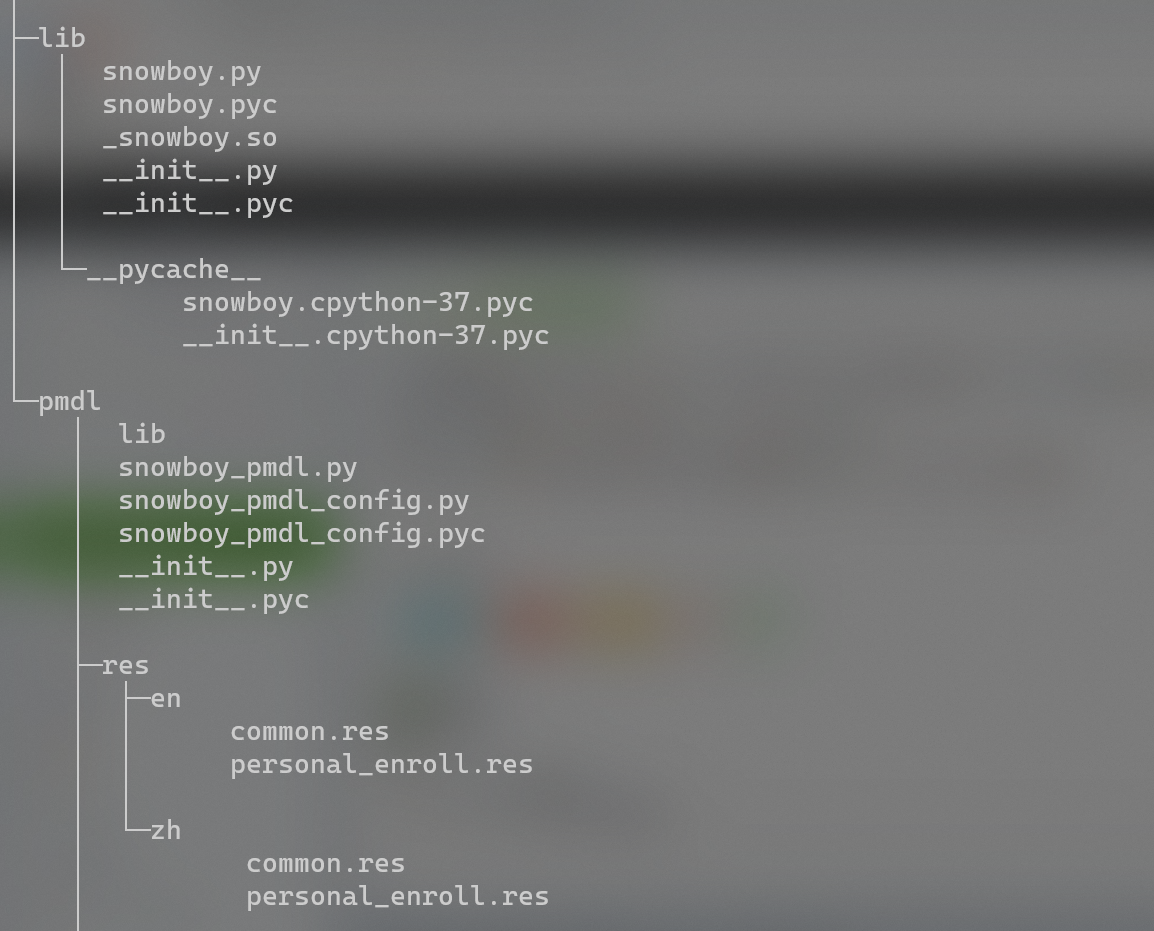 lib
snowboy.py
snowboy.pyc
_snowboy.so
__init__.py
__init__.pyc
__pycache__
snowboy.cpython-37.pyc
__init__.cpython-37.pyc
pmdl
lib
snowboy_pmdl.py
snowboy_pmdl_config.py
snowboy_pmdl_config.pyc
__init__.py
__init__.pyc
res
en
common.res
personal_enroll.res
zh
common.res
personal_enroll.res